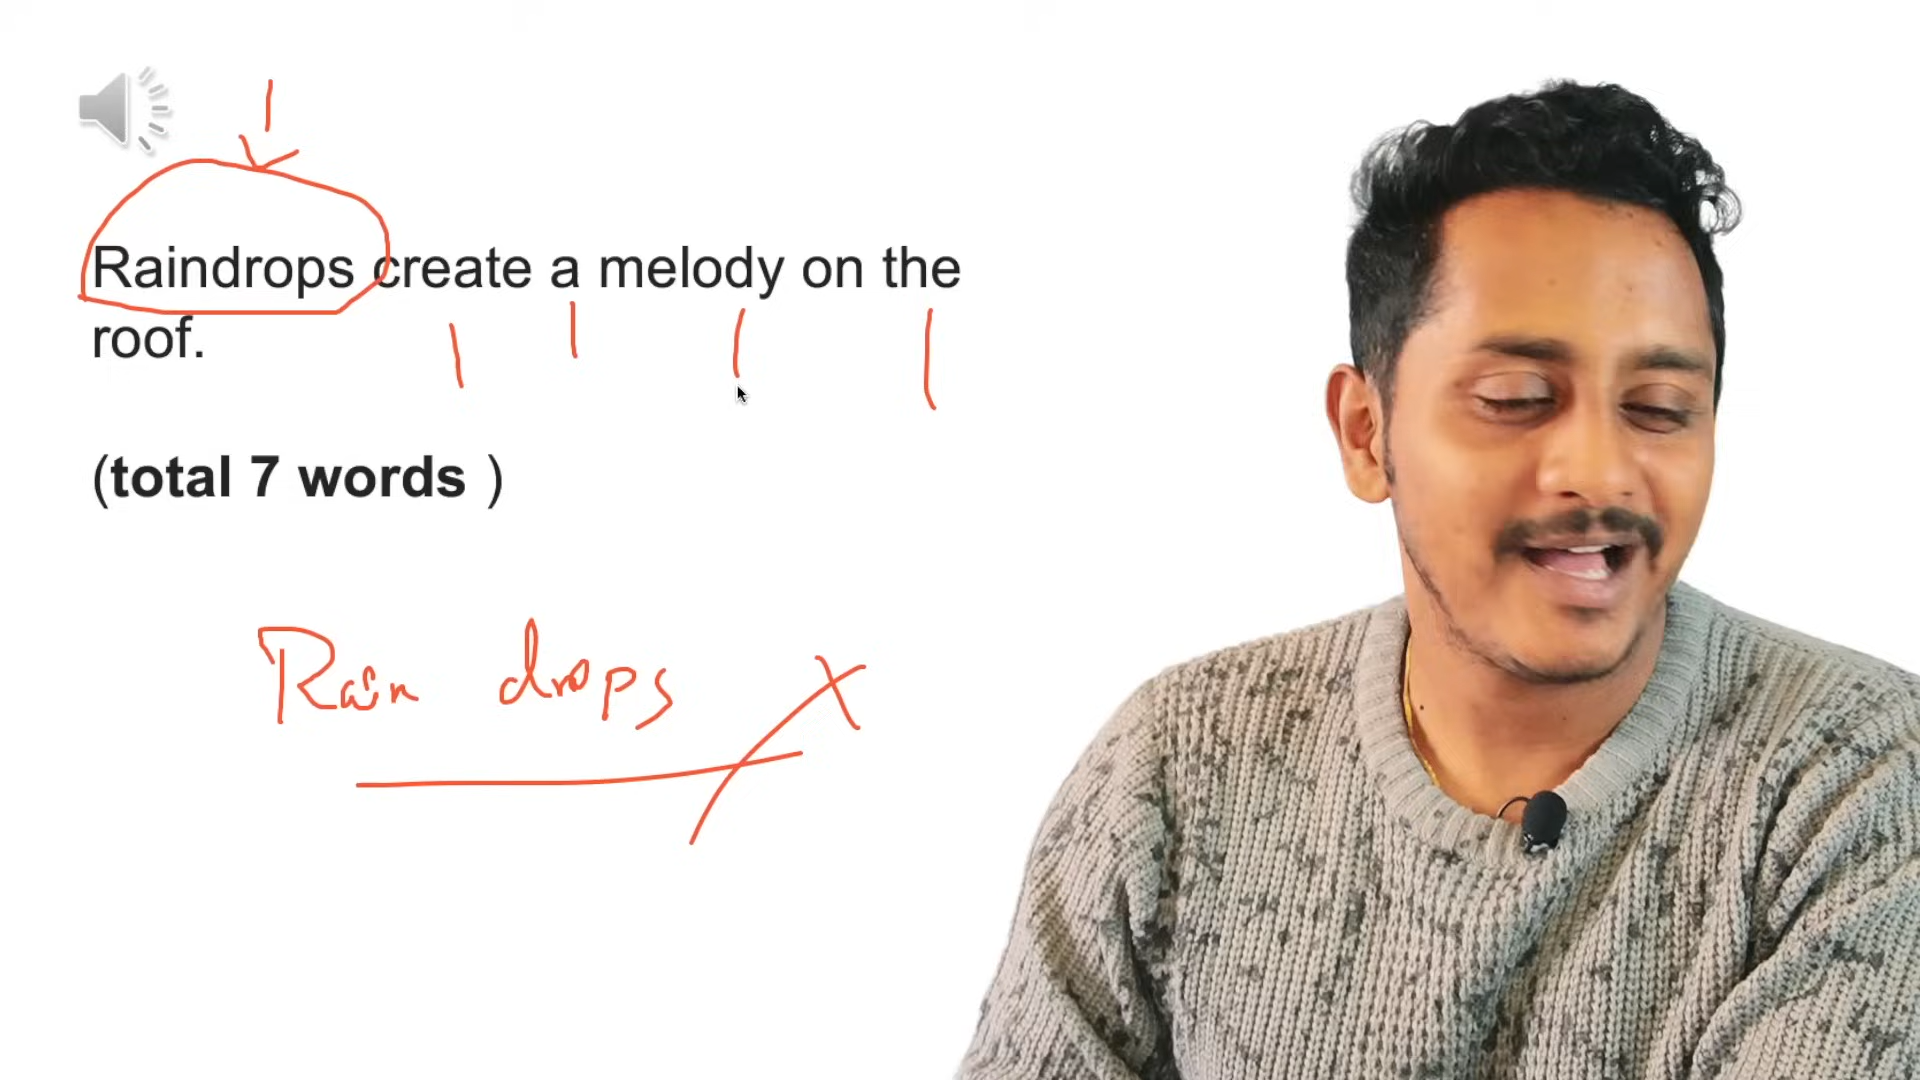 Raindrops create a melody on the
roof.
(total 7 words )
Rain drops